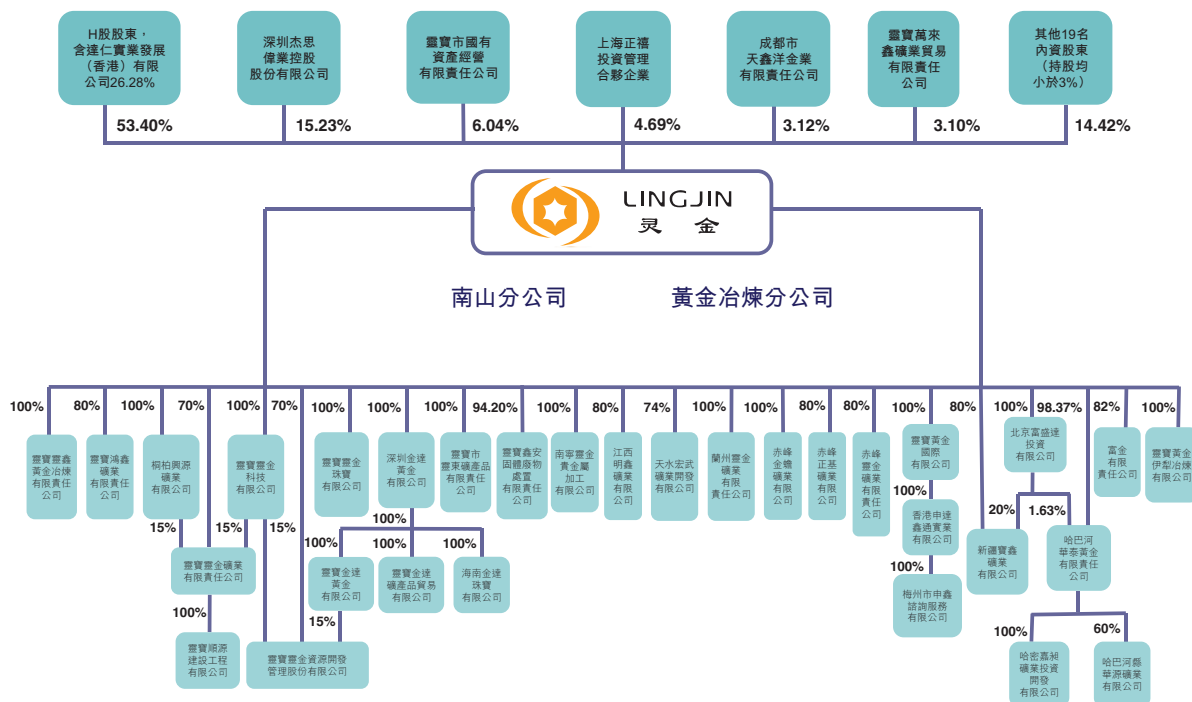 H股股東，
含達仁實業發展
（香港）有限
公司26.28%
深圳杰思
偉業控股
股份有限公司
靈寶市國有
資產經營
有限責任公司
上海正禧
投資管理
合夥企業
成都市
天鑫洋金業
有限責任公司
靈寶萬來
鑫礦業貿易
有限責任
公司
其他19名
內資股東
（持股均
小於3%）
53.40%
15.23%
6.04%
4.69%
3.12%
3.10%
14.42%
LINGJIN
灵 金
南山分公司
黃金冶煉分公司
100%
80%
100%
70%
100%
70%
100%
100%
100%
94.20%
100%
80%
74%
100%
100%
80%
80%
100%
80%
100%
98.37%
82%
100%
靈寶靈鑫
黃金冶煉
有限責任
公司
靈寶鴻鑫
礦業
有限責任
公司
桐柏興源
礦業
有限公司
靈寶靈金
科技
有限公司
靈寶靈金
珠寶
有限公司
深圳金達
黃金
有限公司
靈寶市
靈東礦產品
有限責任公司
靈寶鑫安
固體廢物
處置
有限責任公司
南寧靈金
貴金屬
加工
有限公司
江西
明鑫
礦業
有限公司
天水宏武
礦業開發
有限公司
蘭州靈金
礦業
有限
責任公司
赤峰
金蟾
礦業有
限公司
赤峰
正基
礦業有
限公司
赤峰
靈金
礦業
有限責任
公司
靈寶黃金
國際
有限公司
北京富盛達
投資
有限公司
富金
有限
責任公司
靈寶黃金
伊犁冶煉
有限公司
15%
15%
15%
100%
100%
20%
1.63%
靈寶靈金礦業
有限責任公司
100%
100%
100%
香港申達
鑫通實業
有限公司
新疆寶鑫
礦業
有限公司
哈巴河
華泰黃金
有限責任
公司
靈寶金達
黃金
有限公司
靈寶金達
礦產品貿易
有限公司
海南金達
珠寶
有限公司
100%
梅州市申鑫
諮詢服務
有限公司
100%
15%
100%
60%
靈寶順源
建設工程
有限公司
靈寶靈金資源開發
管理股份有限公司
哈密嘉昶
礦業投資
開發
有限公司
哈巴河縣
華源礦業
有限公司